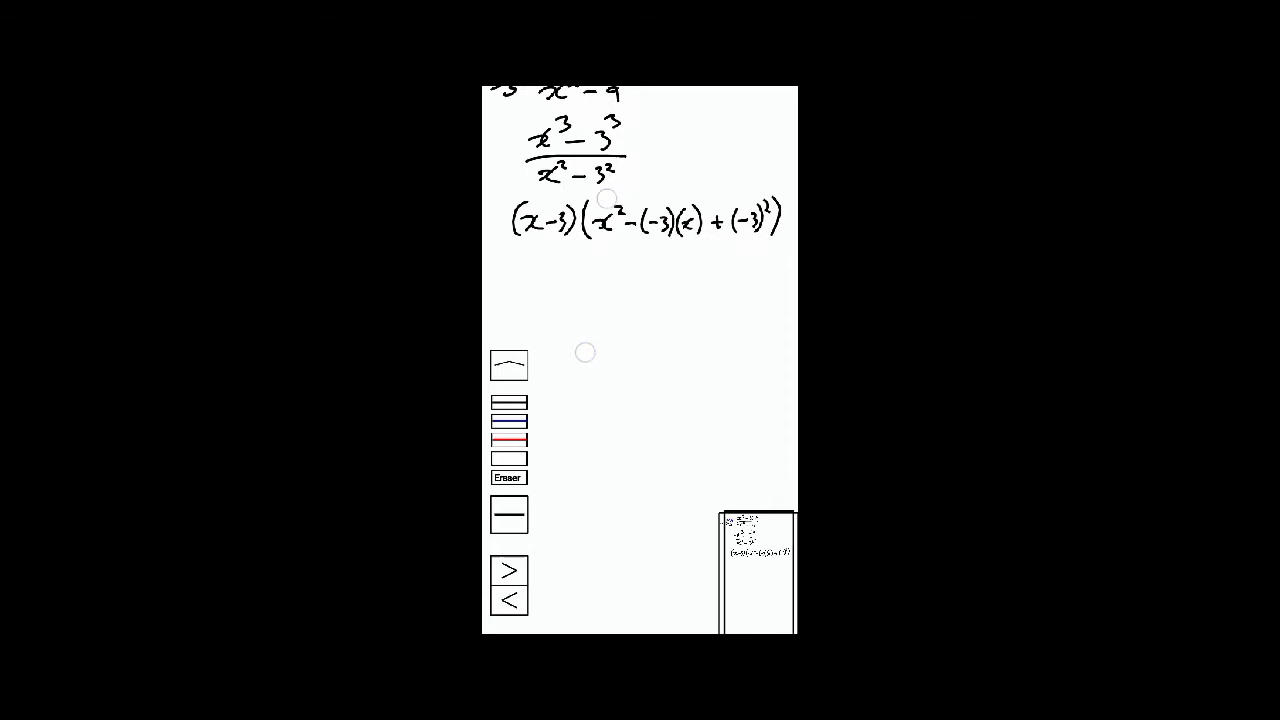 x³ - 3³
x² - 3²
(x-3)(x²-(-3)(x)+(-3)²)
Eraser
>
<